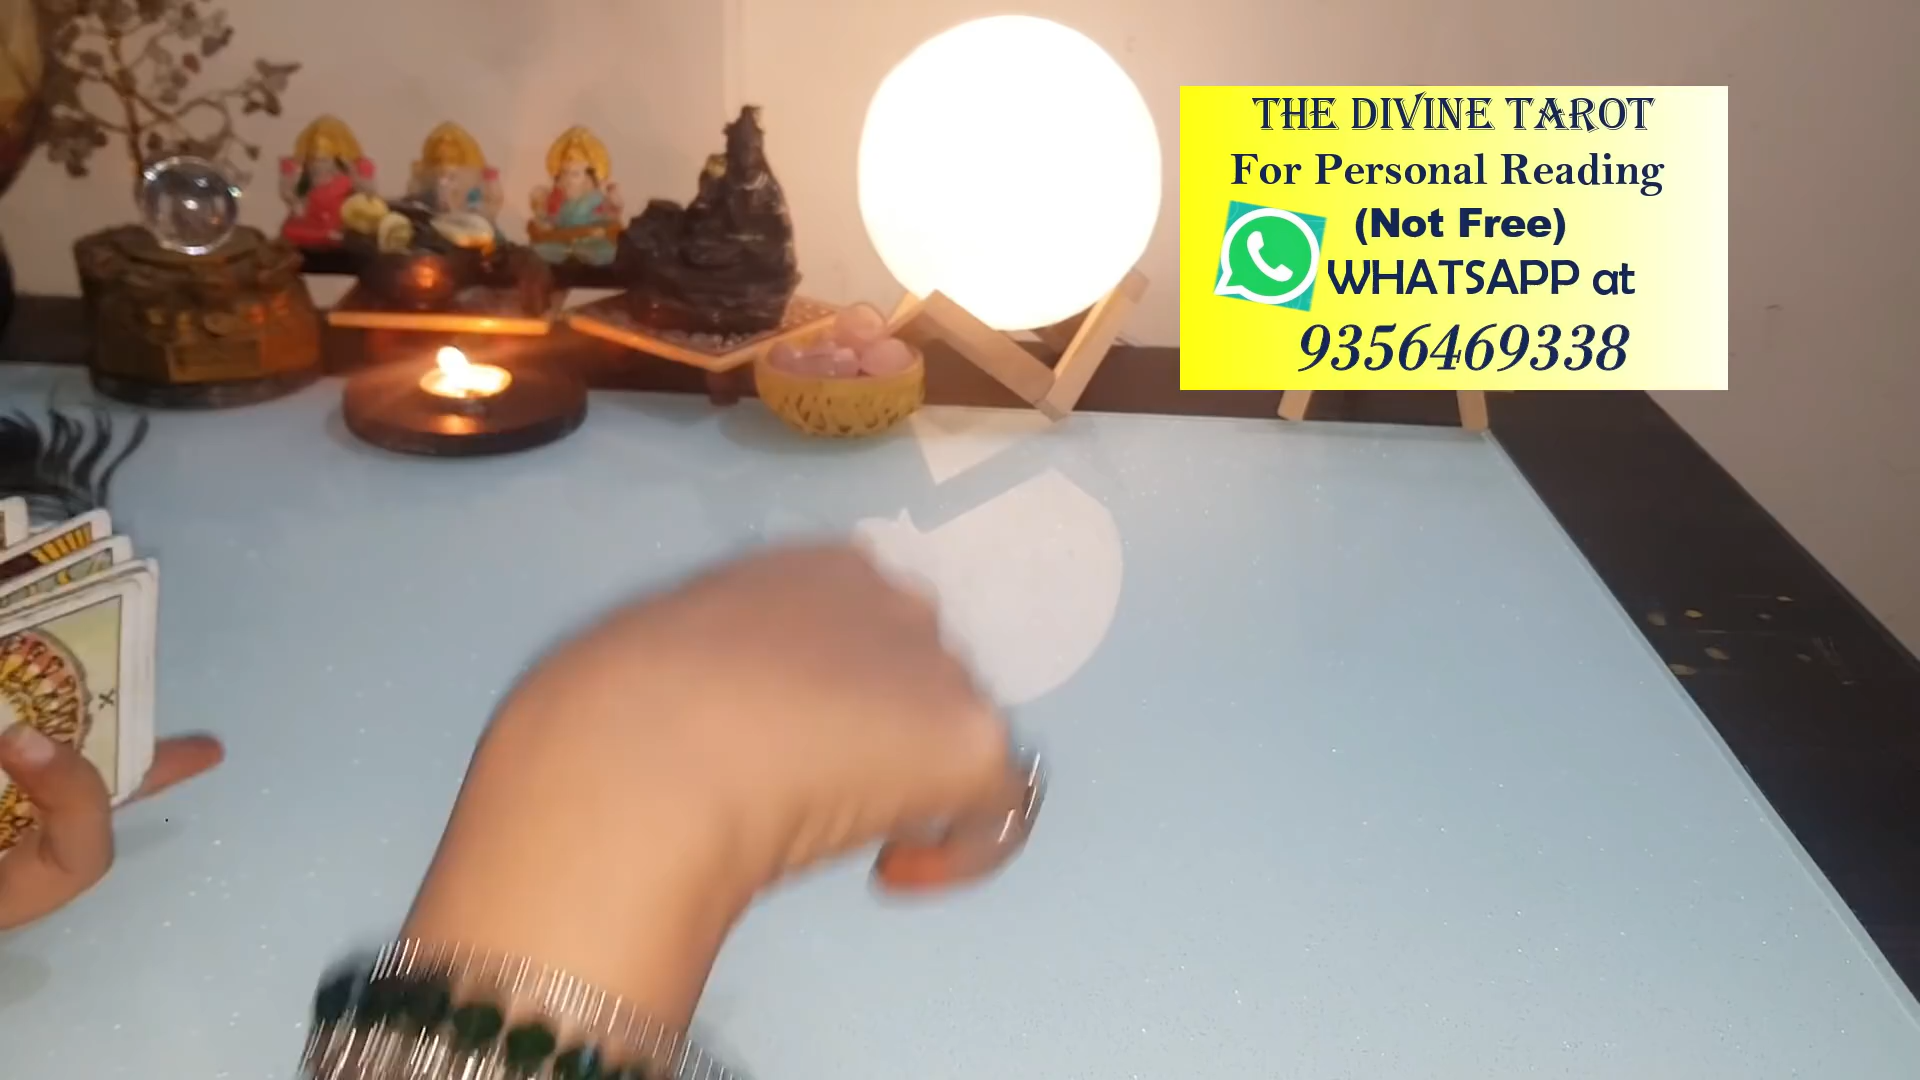 THE DIVINE TAROT
For Personal Reading
(Not Free)
WHATSAPP at
9356469338
X